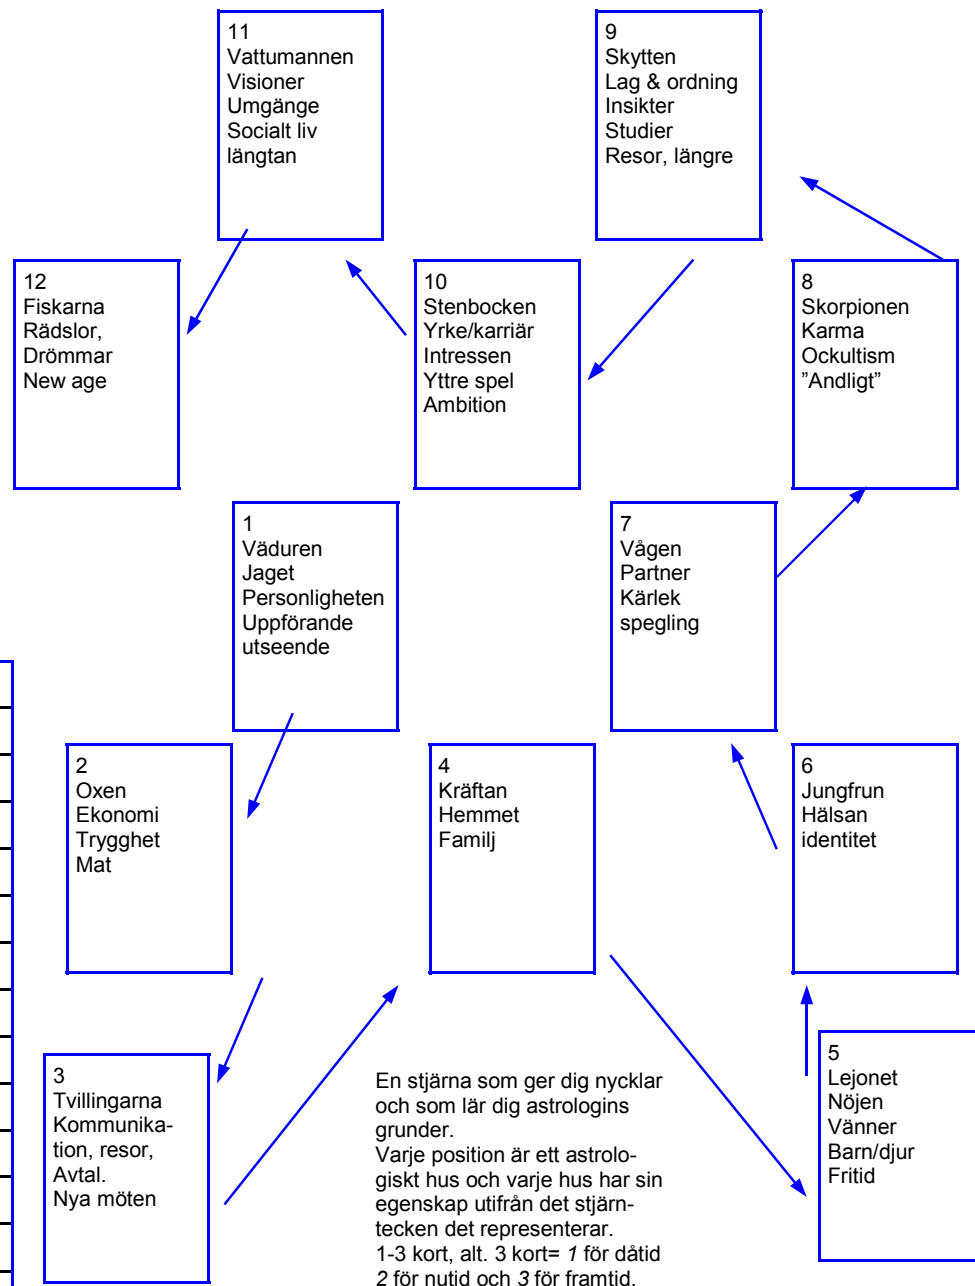 11
Vattumannen
Visioner
Umgänge
Socialt liv
längtan
9
Skytten
Lag & ordning
Insikter
Studier
Resor, längre
12
Fiskarna
Rädslor,
Drömmar
New age
10
Stenbocken
Yrke/karriär
Intressen
Yttre spel
Ambition
8
Skorpionen
Karma
Ockultism
”Andligt”
1
Väduren
Jaget
Personligheten
Uppförande
utseende
7
Vågen
Partner
Kärlek
spegling
2
Oxen
Ekonomi
Trygghet
Mat
4
Kräftan
Hemmet
Familj
6
Jungfrun
Hälsan
identitet
3
Tvillingarna
Kommunika-
tion, resor,
Avtal.
Nya möten
En stjärna som ger dig nycklar
och som lär dig astrologins
grunder.
Varje position är ett astrolo-
giskt hus och varje hus har sin
egenskap utifrån det stjärn-
tecken det representerar.
1-3 kort, alt. 3 kort= 1 för dåtid
2 för nutid och 3 för framtid.
5
Lejonet
Nöjen
Vänner
Barn/djur
Fritid